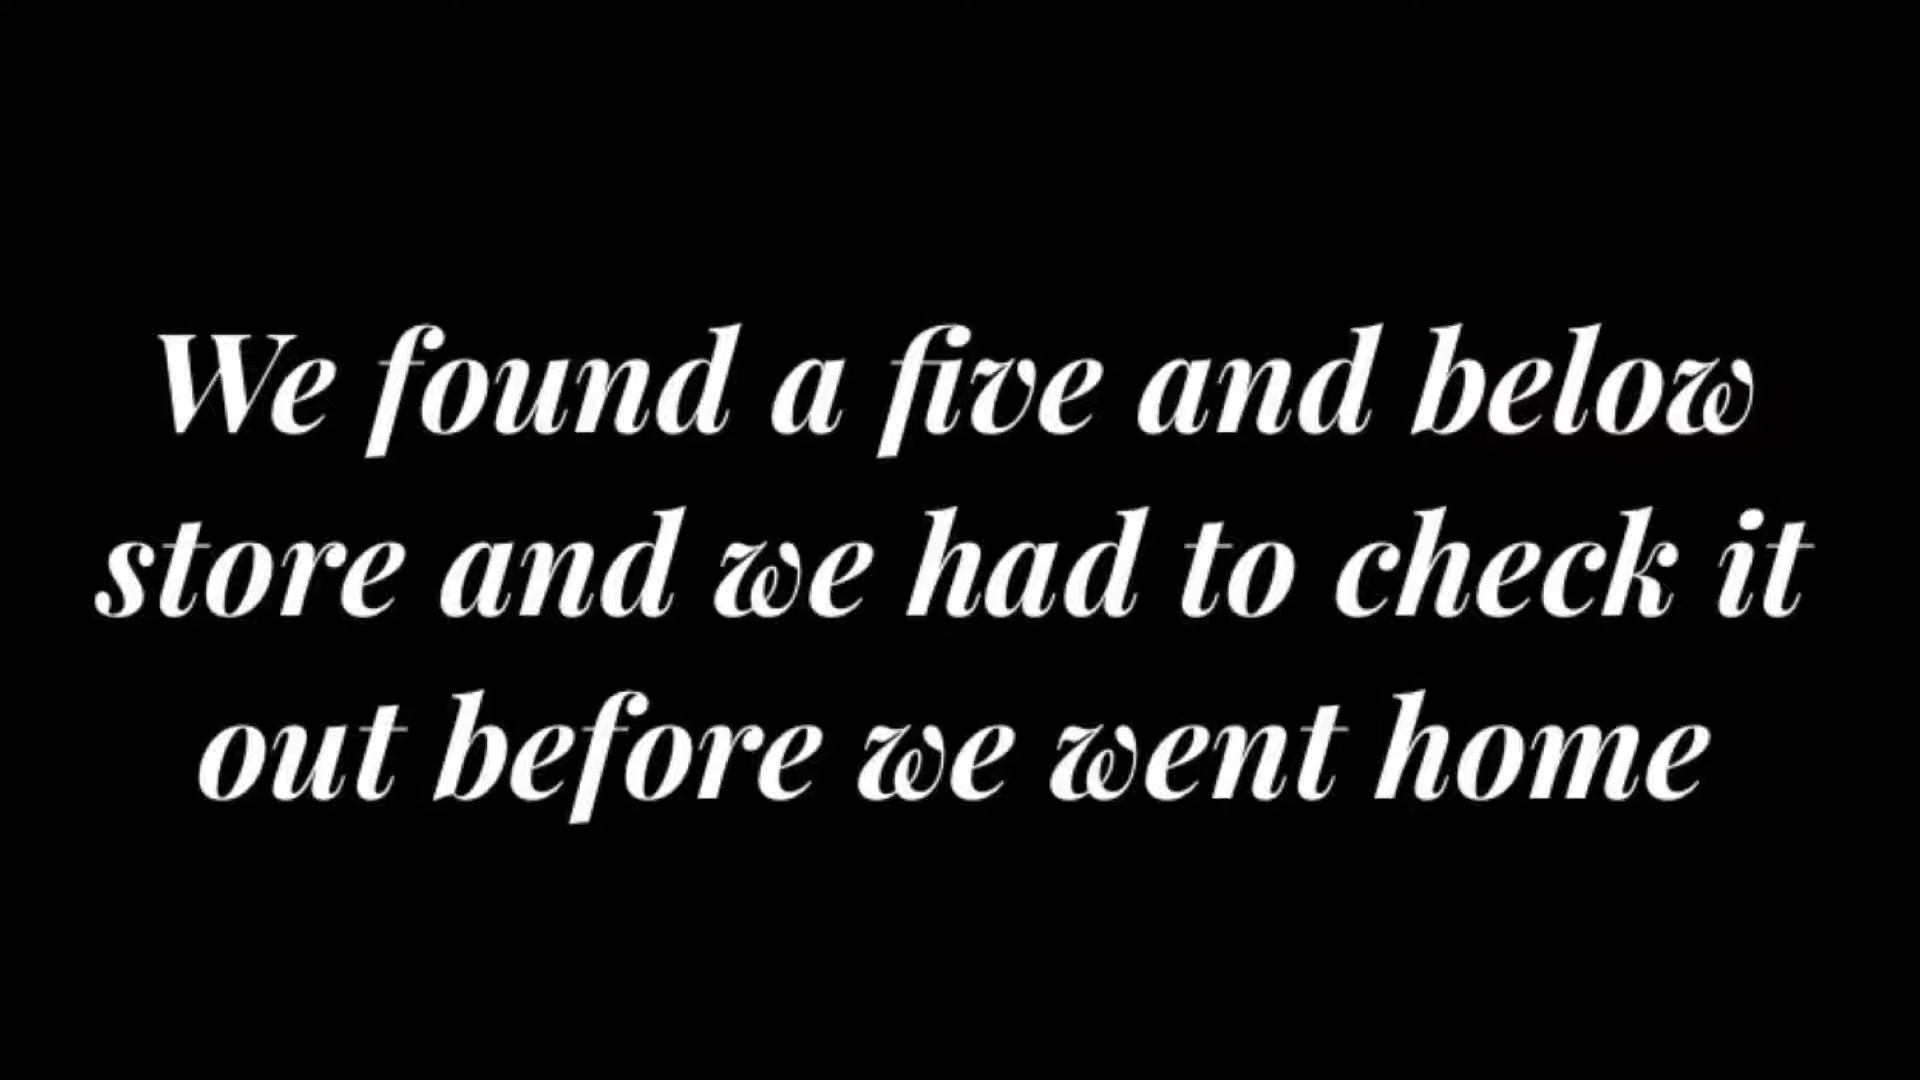 We found a five and below
store and we had to check it
out before we went home